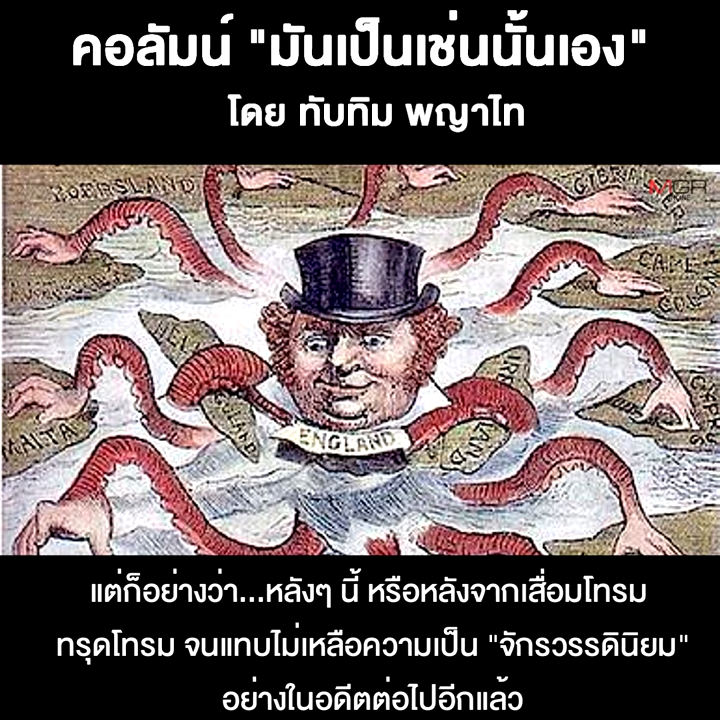 คอลัมน์ "มันเป็นเช่นนั้นเอง"
โดย ทับทิม พญาไท
MGR
ONLINE
MALTA
ENGLAND
แต่ก็อย่างว่า...หลังๆ นี้ หรือหลังจากเสื่อมโทรม
ทรุดโทรม จนแทบไม่เหลือความเป็น "จักรวรรดินิยม"
อย่างในอดีตต่อไปอีกแล้ว